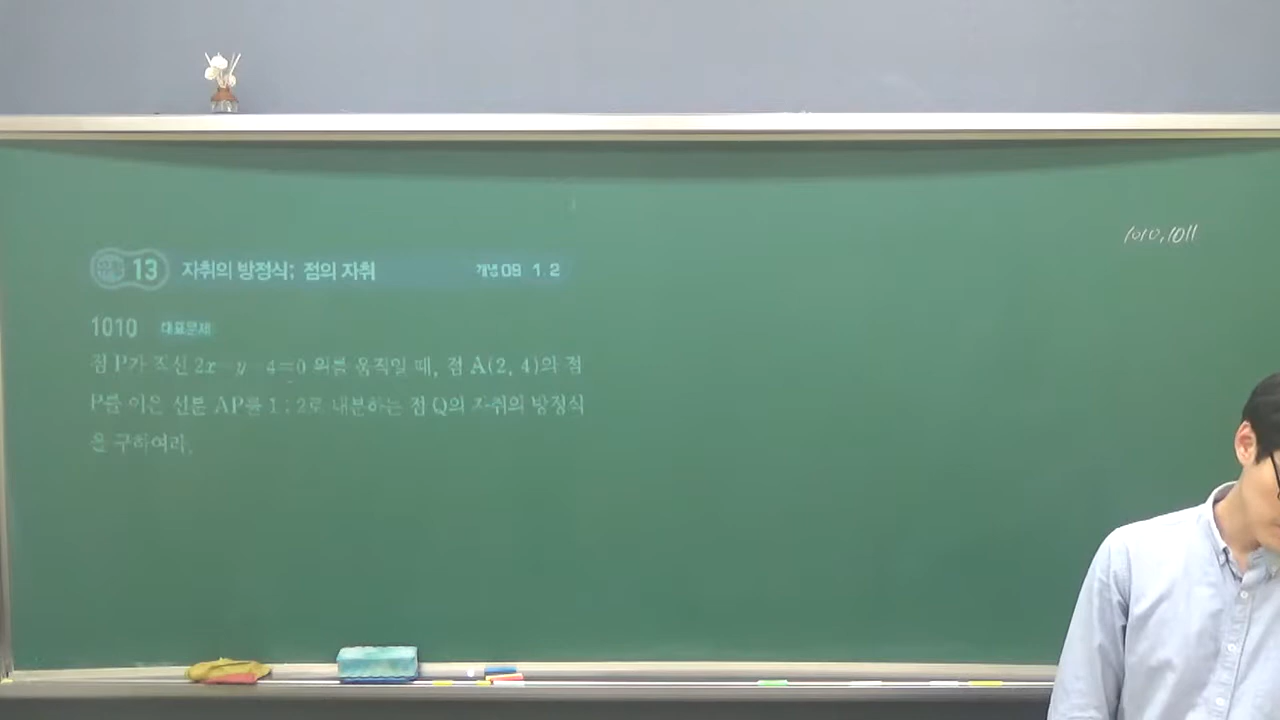 1010, 1011
유형 13 자취의 방정식; 점의 자취 개념 09 1 2
1010 대표문제
점 P가 직선 2x-y-4=0 위를 움직일 때, 점 A(2, 4)와 점
P를 이은 선분 AP를 1 : 2로 내분하는 점 Q의 자취의 방정식
을 구하여라.